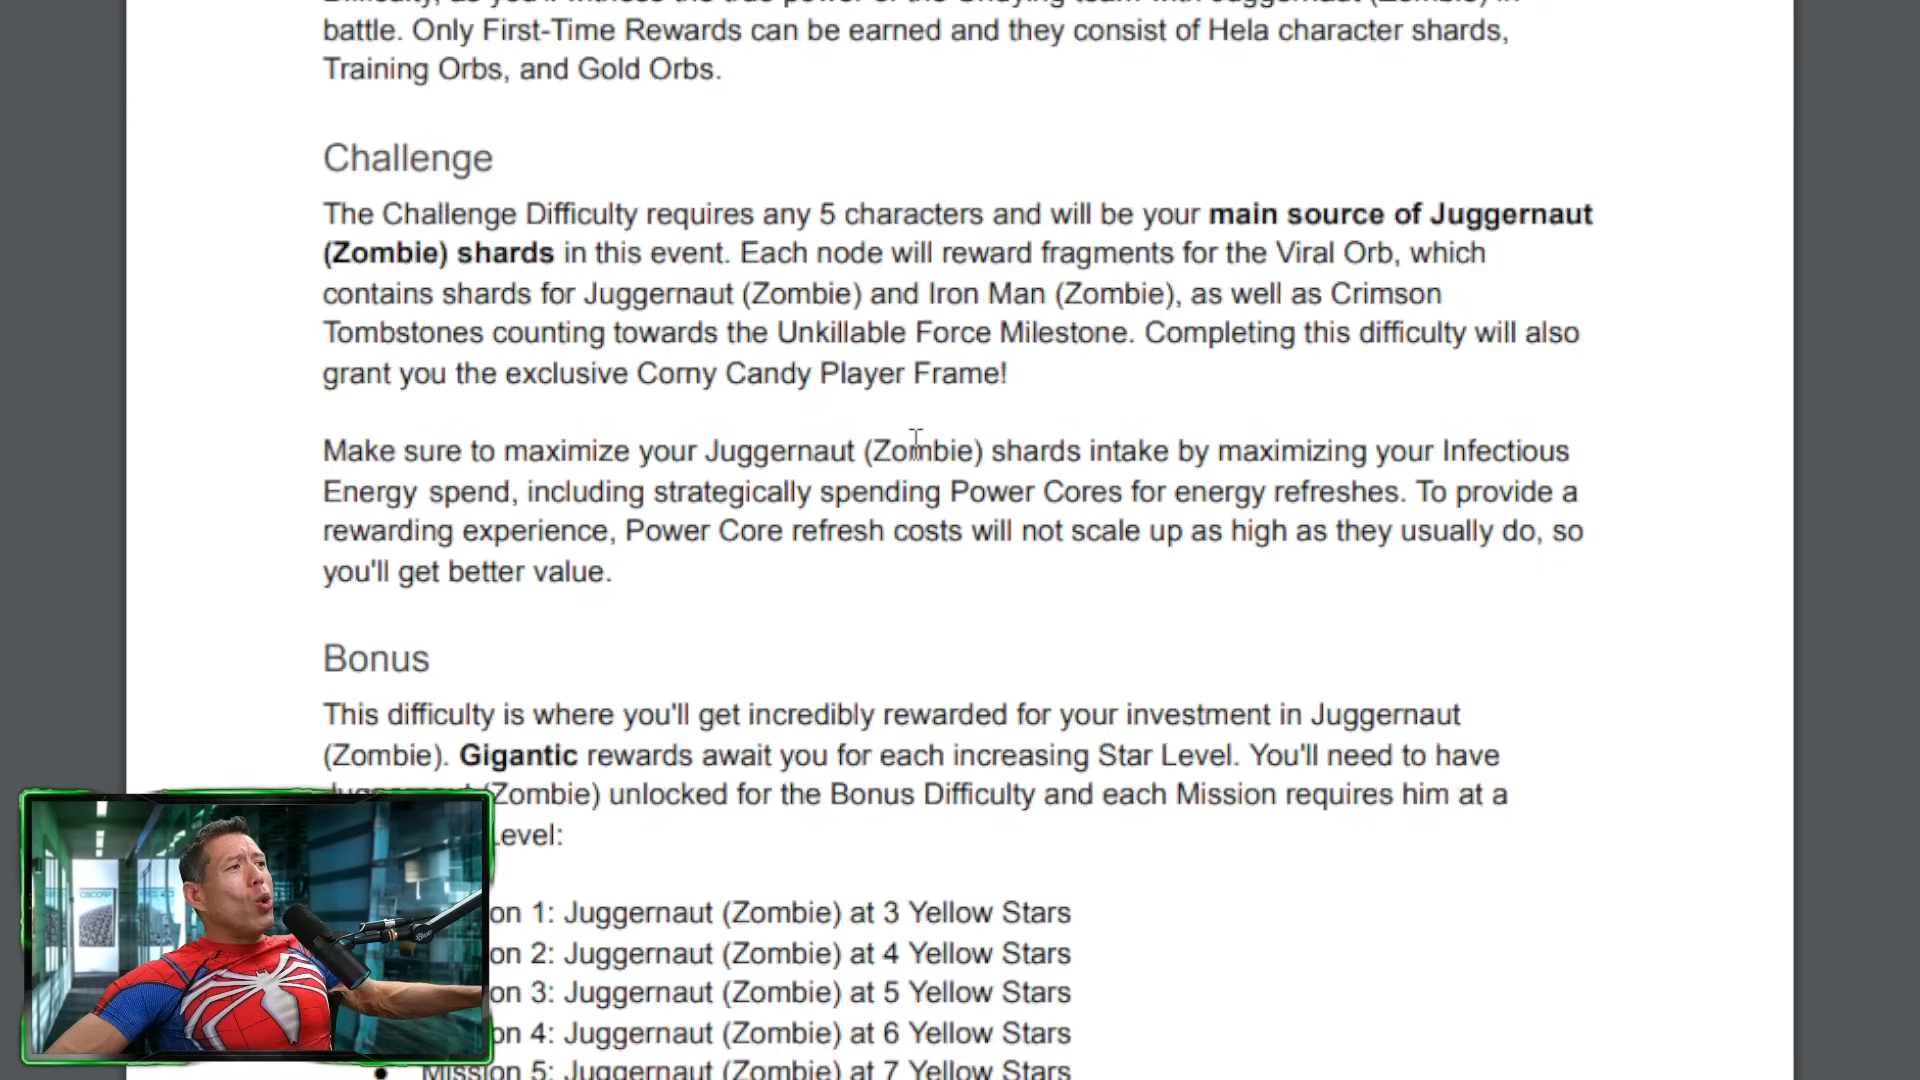 battle. Only First-Time Rewards can be earned and they consist of Hela character shards,
Training Orbs, and Gold Orbs.
Challenge
The Challenge Difficulty requires any 5 characters and will be your main source of Juggernaut
(Zombie) shards in this event. Each node will reward fragments for the Viral Orb, which
contains shards for Juggernaut (Zombie) and Iron Man (Zombie), as well as Crimson
Tombstones counting towards the Unkillable Force Milestone. Completing this difficulty will also
grant you the exclusive Corny Candy Player Frame!
Make sure to maximize your Juggernaut (Zombie) shards intake by maximizing your Infectious
Energy spend, including strategically spending Power Cores for energy refreshes. To provide a
rewarding experience, Power Core refresh costs will not scale up as high as they usually do, so
you'll get better value.
Bonus
This difficulty is where you'll get incredibly rewarded for your investment in Juggernaut
(Zombie). Gigantic rewards await you for each increasing Star Level. You'll need to have
(Zombie) unlocked for the Bonus Difficulty and each Mission requires him at a
Level:
on 1: Juggernaut (Zombie) at 3 Yellow Stars
on 2: Juggernaut (Zombie) at 4 Yellow Stars
on 3: Juggernaut (Zombie) at 5 Yellow Stars
on 4: Juggernaut (Zombie) at 6 Yellow Stars
Mission 5: Juggernaut (Zombie) at 7 Yellow Stars